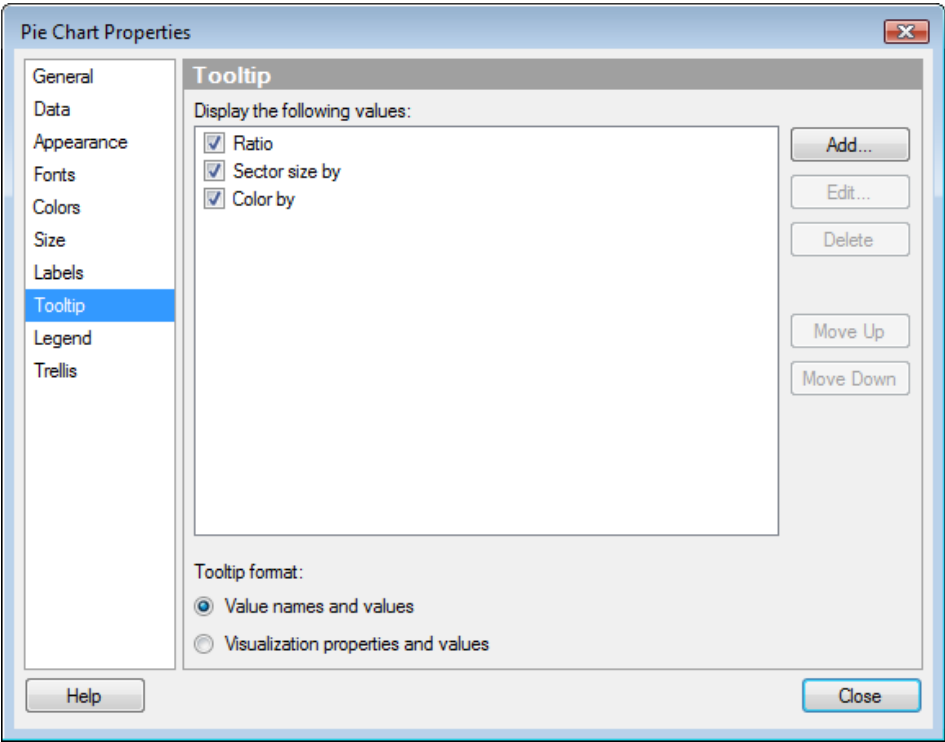 Pie Chart Properties
General
Data
Appearance
Fonts
Colors
Size
Labels
Tooltip
Legend
Trellis
Tooltip
Display the following values:
Ratio
Sector size by
Color by
Add...
Edit...
Delete
Move Up
Move Down
Tooltip format:
Value names and values
Visualization properties and values
Help
Close